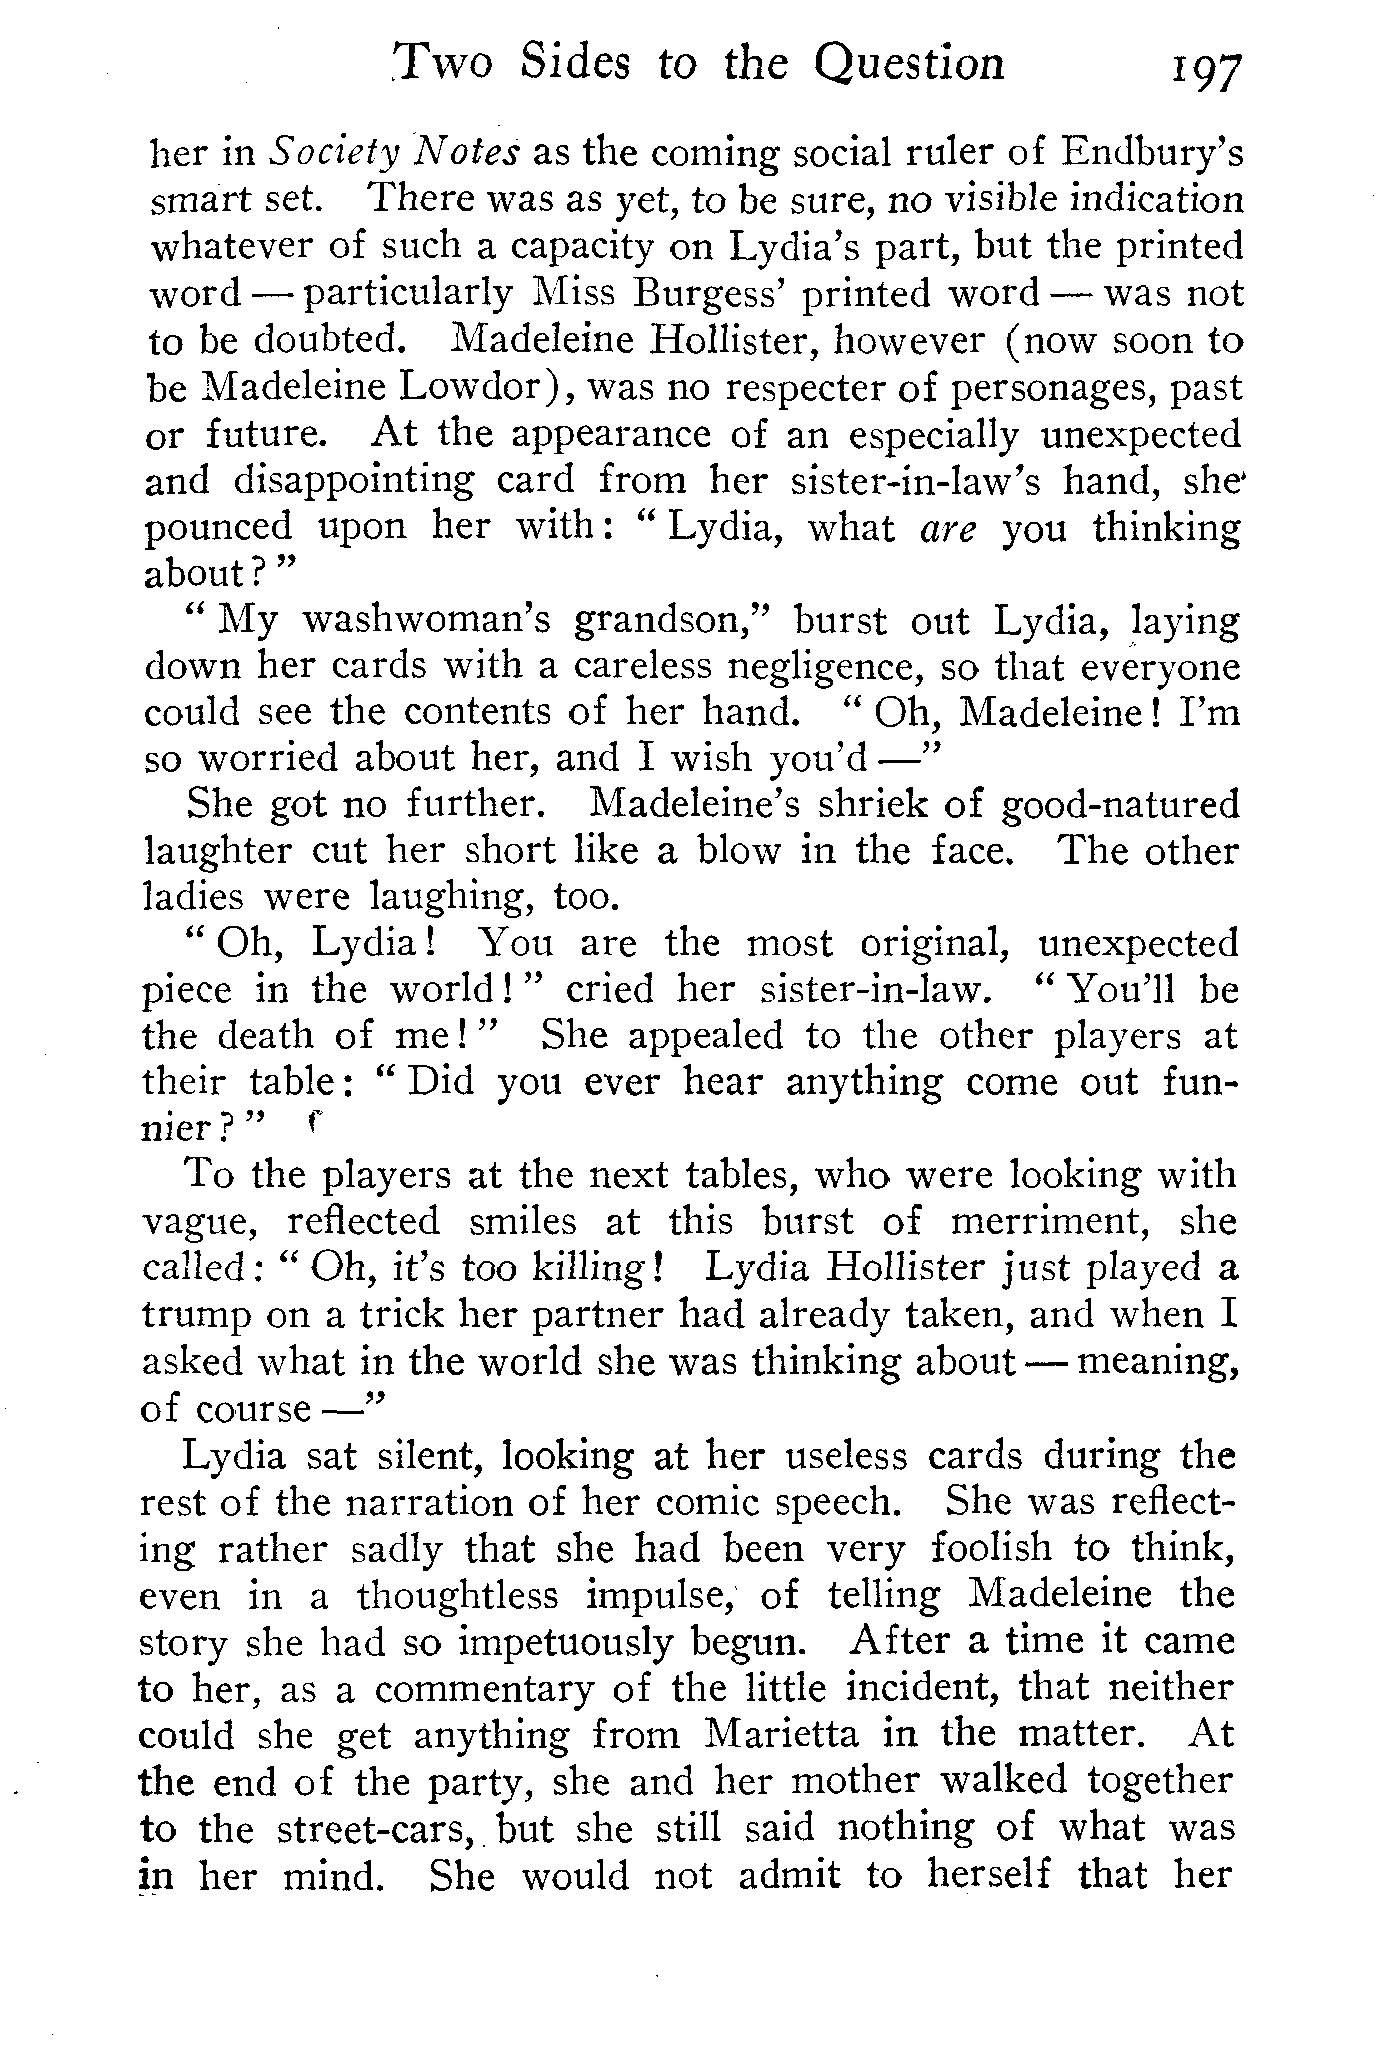 Two Sides to the Question 197
her in Society Notes as the coming social ruler of Endbury's
smart set. There was as yet, to be sure, no visible indication
whatever of such a capacity on Lydia's part, but the printed
word — particularly Miss Burgess' printed word — was not
to be doubted. Madeleine Hollister, however (now soon to
be Madeleine Lowdor), was no respecter of personages, past
or future. At the appearance of an especially unexpected
and disappointing card from her sister-in-law's hand, she
pounced upon her with: " Lydia, what are you thinking
about? "
" My washwoman's grandson," burst out Lydia, laying
down her cards with a careless negligence, so that everyone
could see the contents of her hand. " Oh, Madeleine! I'm
so worried about her, and I wish you'd —"
She got no further. Madeleine's shriek of good-natured
laughter cut her short like a blow in the face. The other
ladies were laughing, too.
" Oh, Lydia! You are the most original, unexpected
piece in the world! " cried her sister-in-law. " You'll be
the death of me! " She appealed to the other players at
their table: " Did you ever hear anything come out fun-
nier? "
To the players at the next tables, who were looking with
vague, reflected smiles at this burst of merriment, she
called: " Oh, it's too killing! Lydia Hollister just played a
trump on a trick her partner had already taken, and when I
asked what in the world she was thinking about — meaning,
of course —"
Lydia sat silent, looking at her useless cards during the
rest of the narration of her comic speech. She was reflect-
ing rather sadly that she had been very foolish to think,
even in a thoughtless impulse, of telling Madeleine the
story she had so impetuously begun. After a time it came
to her, as a commentary of the little incident, that neither
could she get anything from Marietta in the matter. At
the end of the party, she and her mother walked together
to the street-cars, but she still said nothing of what was
in her mind. She would not admit to herself that her